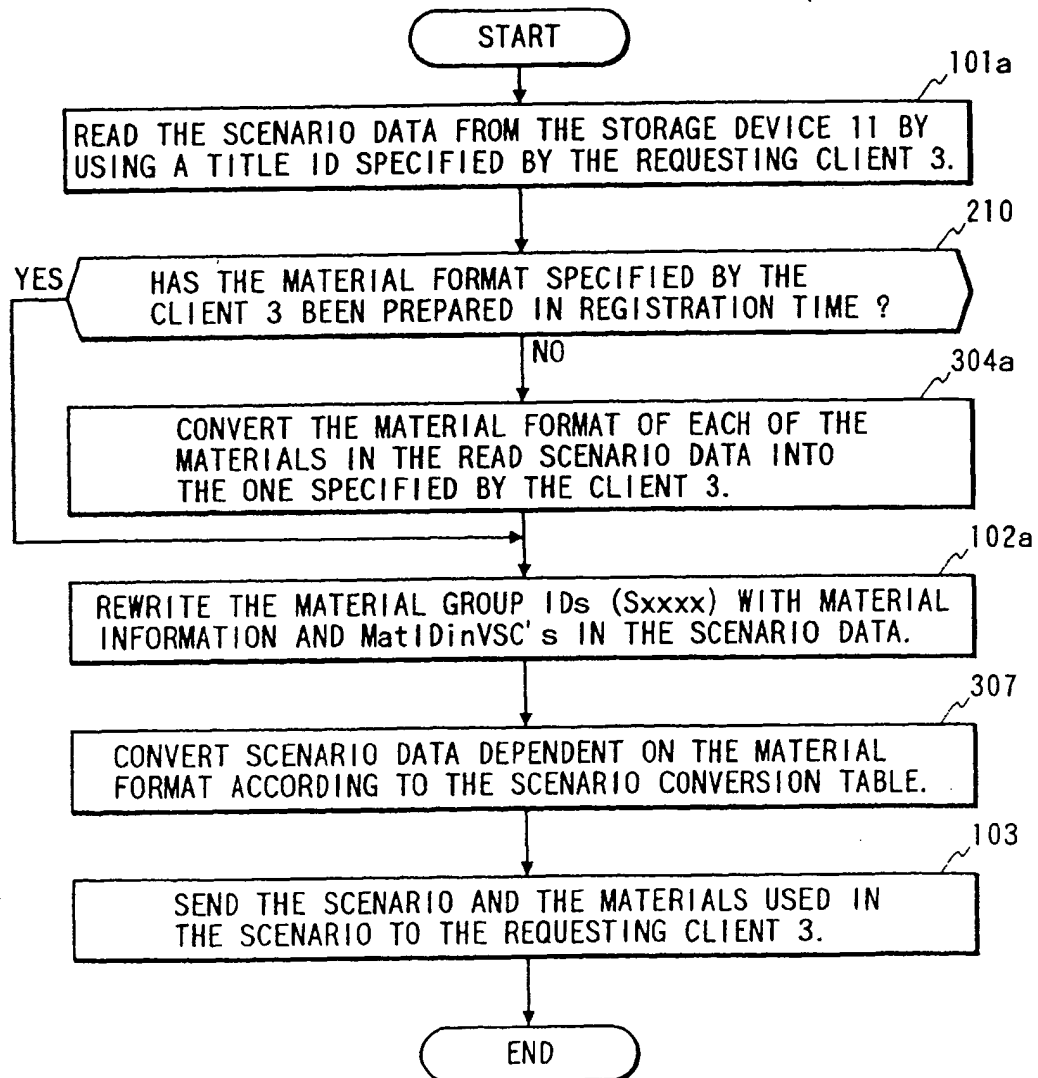 START
101a
READ THE SCENARIO DATA FROM THE STORAGE DEVICE 11 BY
USING A TITLE ID SPECIFIED BY THE REQUESTING CLIENT 3.
210
YES
HAS THE MATERIAL FORMAT SPECIFIED BY THE
CLIENT 3 BEEN PREPARED IN REGISTRATION TIME ?
NO
304a
CONVERT THE MATERIAL FORMAT OF EACH OF THE
MATERIALS IN THE READ SCENARIO DATA INTO
THE ONE SPECIFIED BY THE CLIENT 3.
102a
REWRITE THE MATERIAL GROUP IDs (Sxxxx) WITH MATERIAL
INFORMATION AND MatIDinVSC's IN THE SCENARIO DATA.
307
CONVERT SCENARIO DATA DEPENDENT ON THE MATERIAL
FORMAT ACCORDING TO THE SCENARIO CONVERSION TABLE.
103
SEND THE SCENARIO AND THE MATERIALS USED IN
THE SCENARIO TO THE REQUESTING CLIENT 3.
END